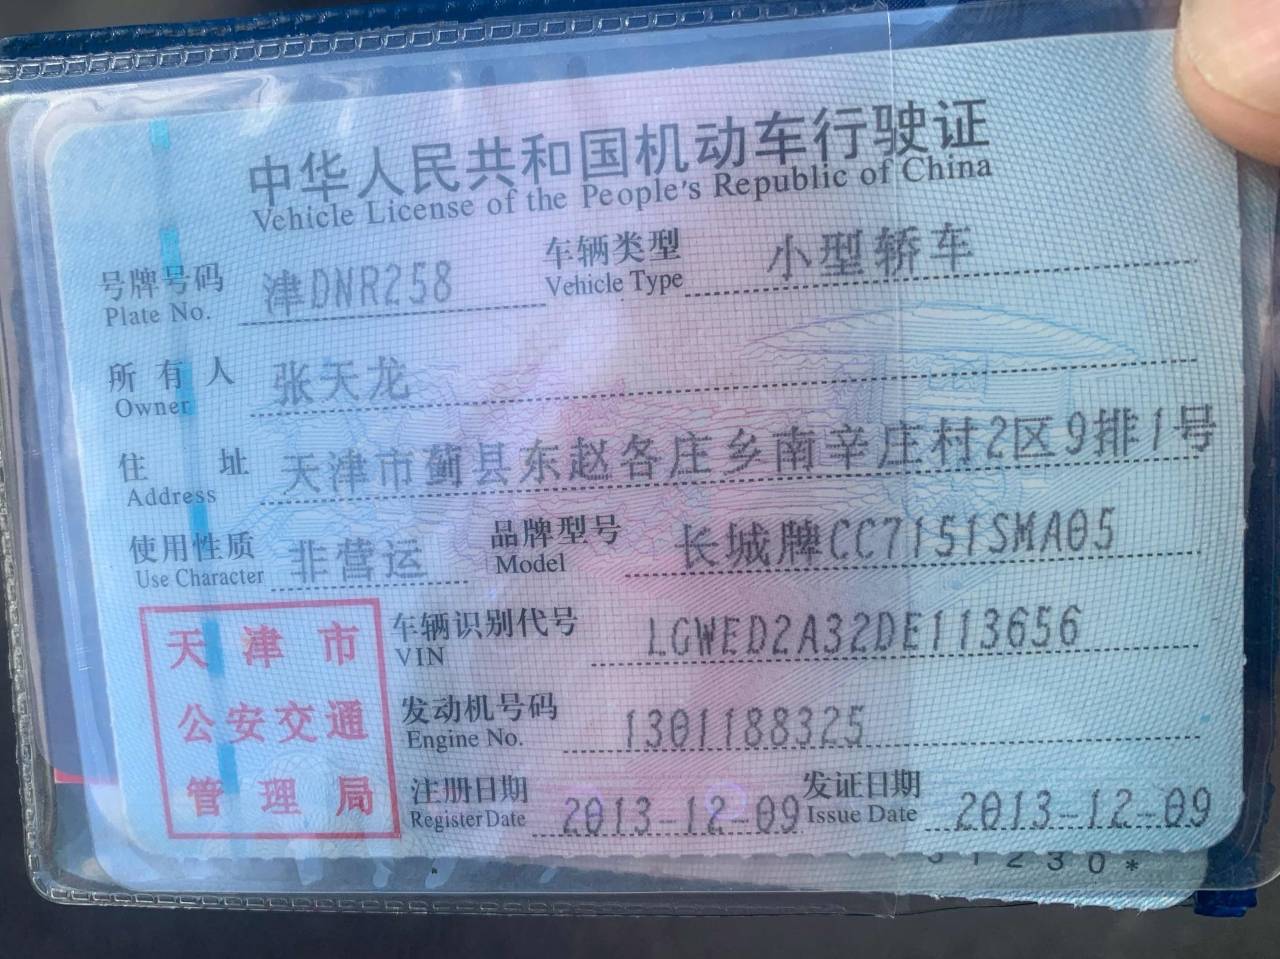 中华人民共和国机动车行驶证
Vehicle License of the People's Republic of China
号牌号码 津DNR258 车辆类型 小型轿车
Plate No. Vehicle Type
所有人 张天龙
Owner
住址 天津市蓟县东赵各庄乡南辛庄村2区9排1号
Address
使用性质 非营运 品牌型号 长城牌CC7151SMA05
Use Character Model
天津市
公安交通
管理局
车辆识别代号 LGWED2A32DE113656
VIN
发动机号码 1301188325
Engine No.
注册日期 2013-12-09 发证日期 2013-12-09
Register Date Issue Date
1230*